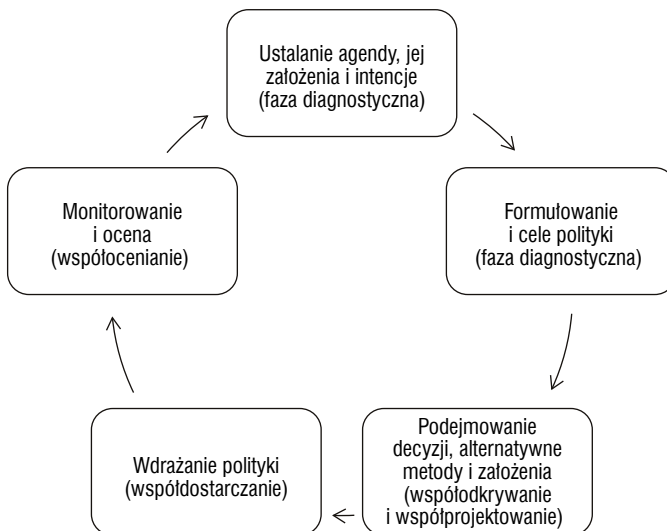 Ustalanie agendy, jej
założenia i intencje
(faza diagnostyczna)
Formułowanie
i cele polityki
(faza diagnostyczna)
Podejmowanie
decyzji, alternatywne
metody i założenia
(współodkrywanie
i współprojektowanie)
Wdrażanie polityki
(współdostarczanie)
Monitorowanie
i ocena
(współocenianie)